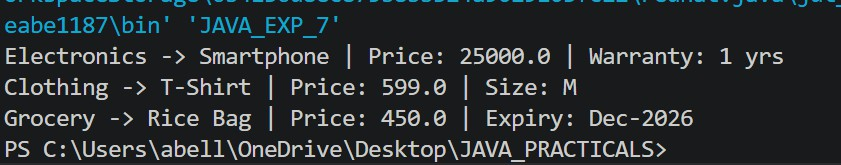 eabe1187\bin' 'JAVA_EXP_7'
Electronics -> Smartphone | Price: 25000.0 | Warranty: 1 yrs
Clothing -> T-Shirt | Price: 599.0 | Size: M
Grocery -> Rice Bag | Price: 450.0 | Expiry: Dec-2026
PS C:\Users\abell\OneDrive\Desktop\JAVA_PRACTICALS>